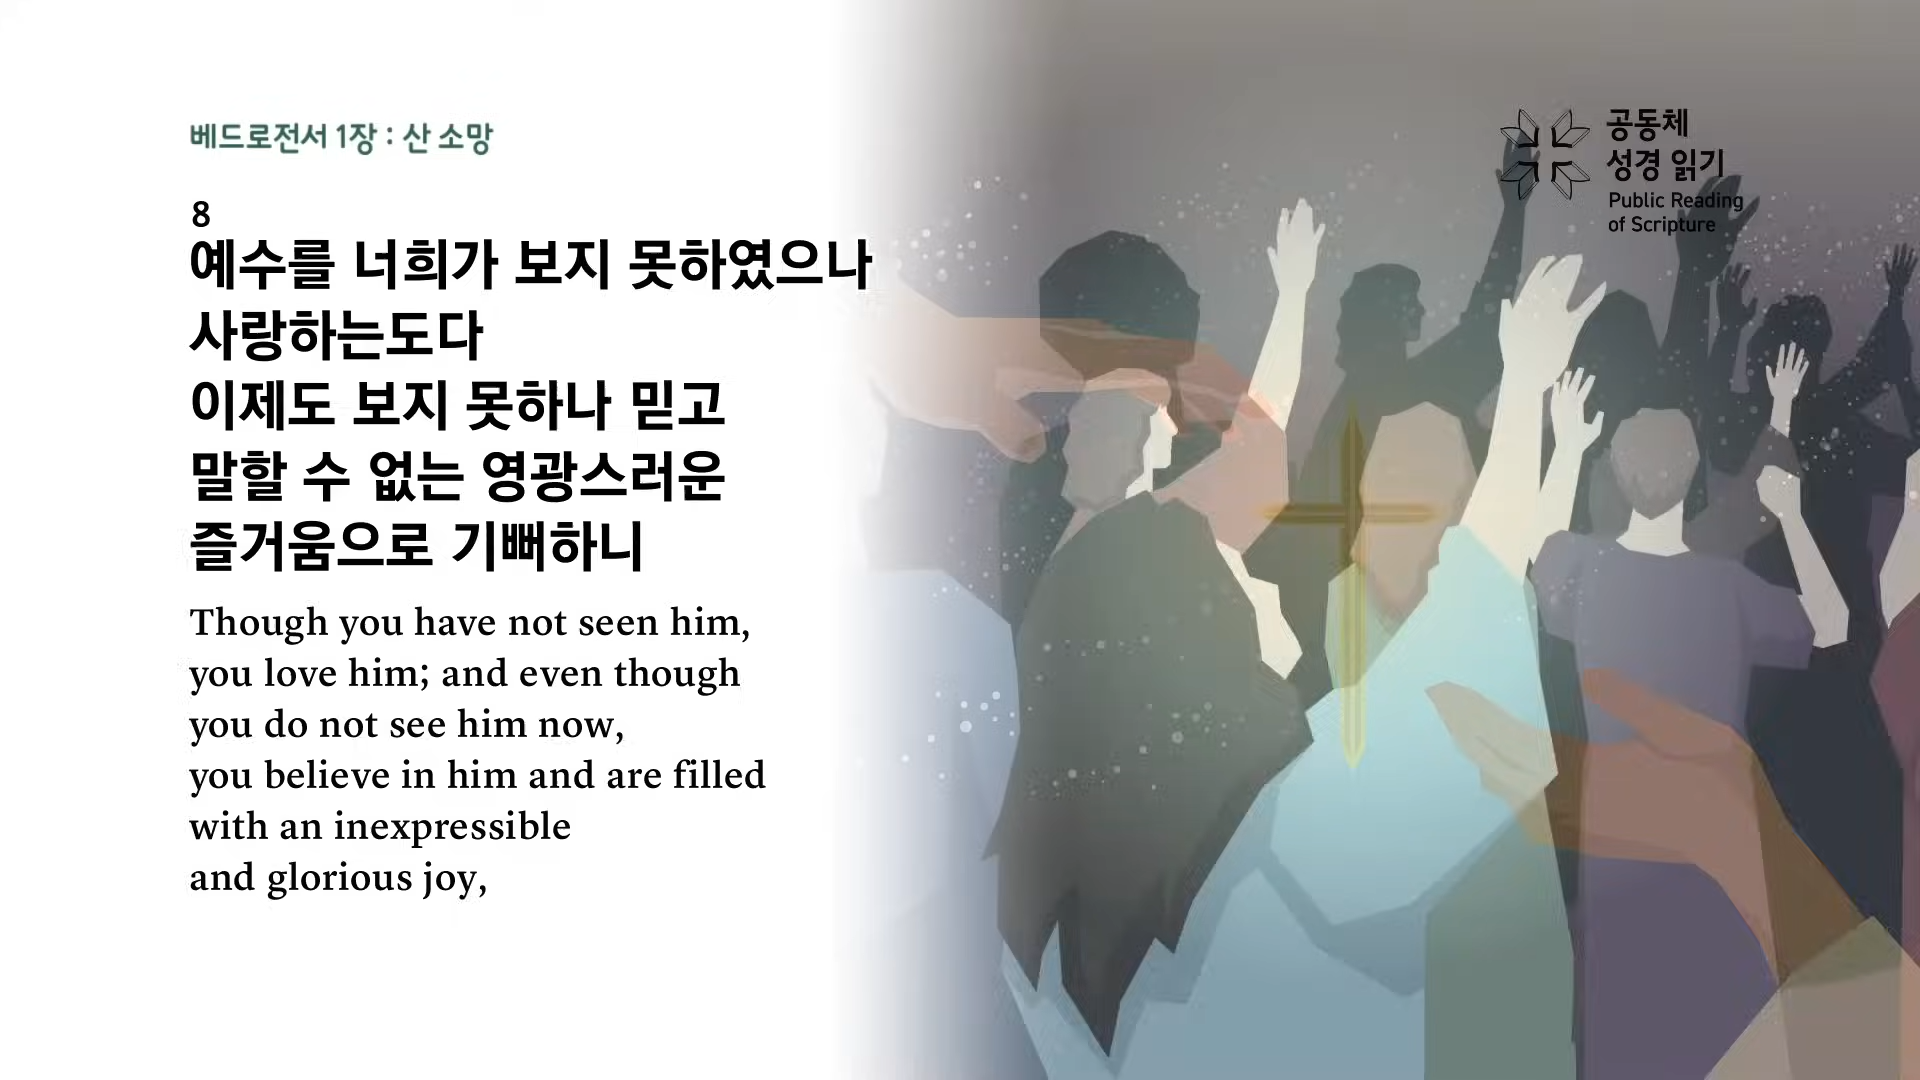 베드로전서 1장 : 산 소망
8
예수를 너희가 보지 못하였으나
사랑하는도다
이제도 보지 못하나 믿고
말할 수 없는 영광스러운
즐거움으로 기뻐하니
Though you have not seen him,
you love him; and even though
you do not see him now,
you believe in him and are filled
with an inexpressible
and glorious joy,
공동체
성경 읽기
Public Reading
of Scripture